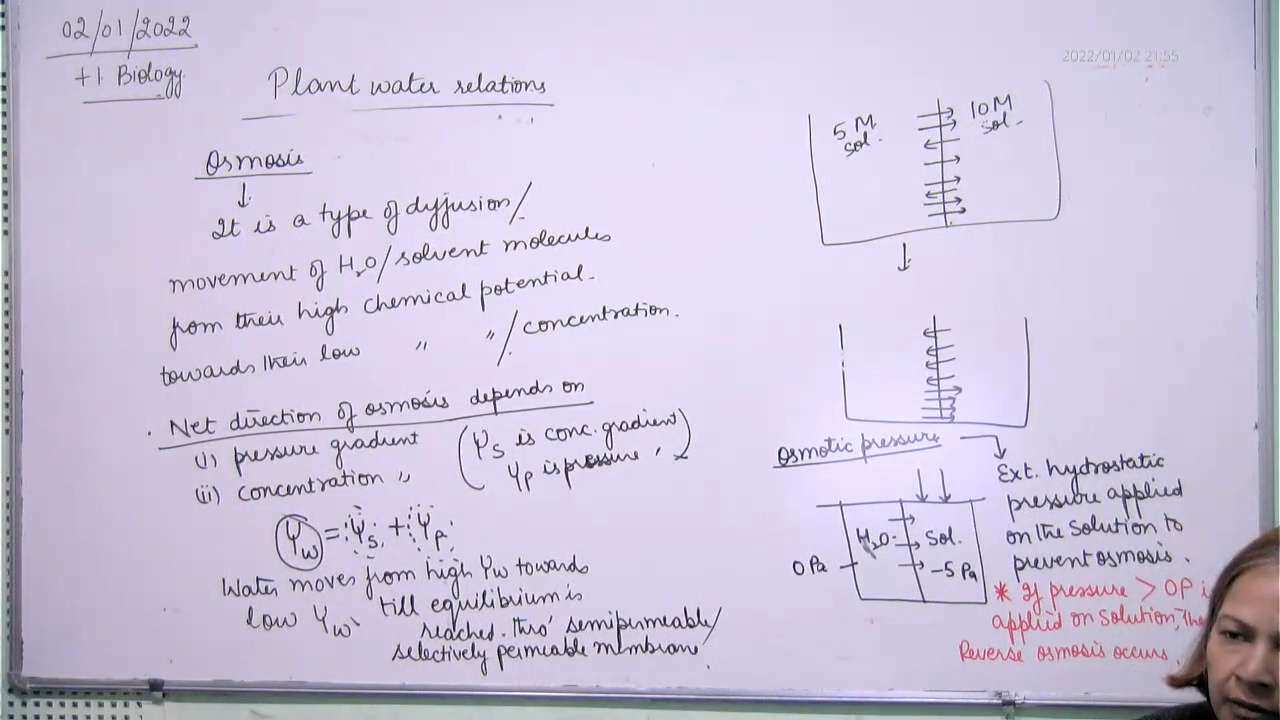 02/01/2022
+1 Biology
Plant water relations
2022/01/02 21:55
Osmosis
↓
It is a type of diffusion/
movement of H₂O/solvent molecules
from their high chemical potential
towards their low " "/concentration.
. Net direction of osmosis depends on
(i) pressure gradient
(ii) concentration "
(Ψs is conc. gradient
Ψp is pressure ")
Ψw = Ψs + Ψp
Water moves from high Ψw towards
low Ψw, till equilibrium is
reached. thro' semipermeable/
selectively permeable membrane.
5 M
sol.
10 M
sol.
↓
Osmotic pressure →
Ext. hydrostatic
pressure applied
on the solution to
prevent osmosis.
H₂O
Sol.
0 Pa
-5 Pa
* If pressure > OP i
applied on solution, the
Reverse osmosis occurs.